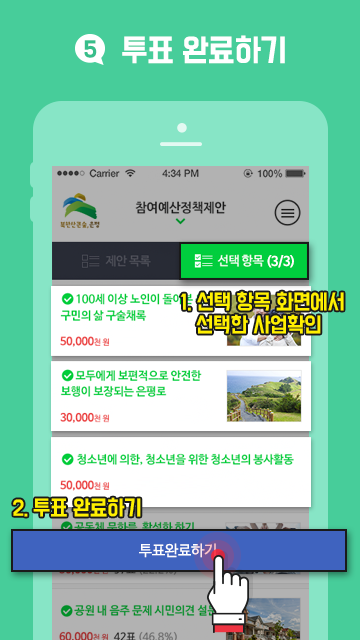 5 투표 완료하기
Carrier 4:34 PM 100%
북한산큰숲, 은평
참여예산정책제안
제안 목록
선택 항목 (3/3)
100세 이상 노인이 돌아본
구민의 삶 구술채록
50,000천 원
1. 선택 항목 화면에서
선택한 사업확인
모두에게 보편적으로 안전한
보행이 보장되는 은평로
30,000천 원
청소년에 의한, 청소년을 위한 청소년의 봉사활동
50,000천 원
2. 투표 완료하기
공동체 문화를 활성화 하기
투표완료하기
공원 내 음주 문제 시민의견
60,000천 원 42표 (46.8%)